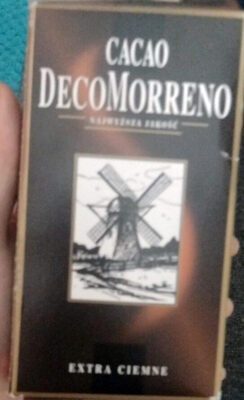 CACAO
DECOMORRENO
NAJWYŻSZA JAKOŚĆ
EXTRA CIEMNE